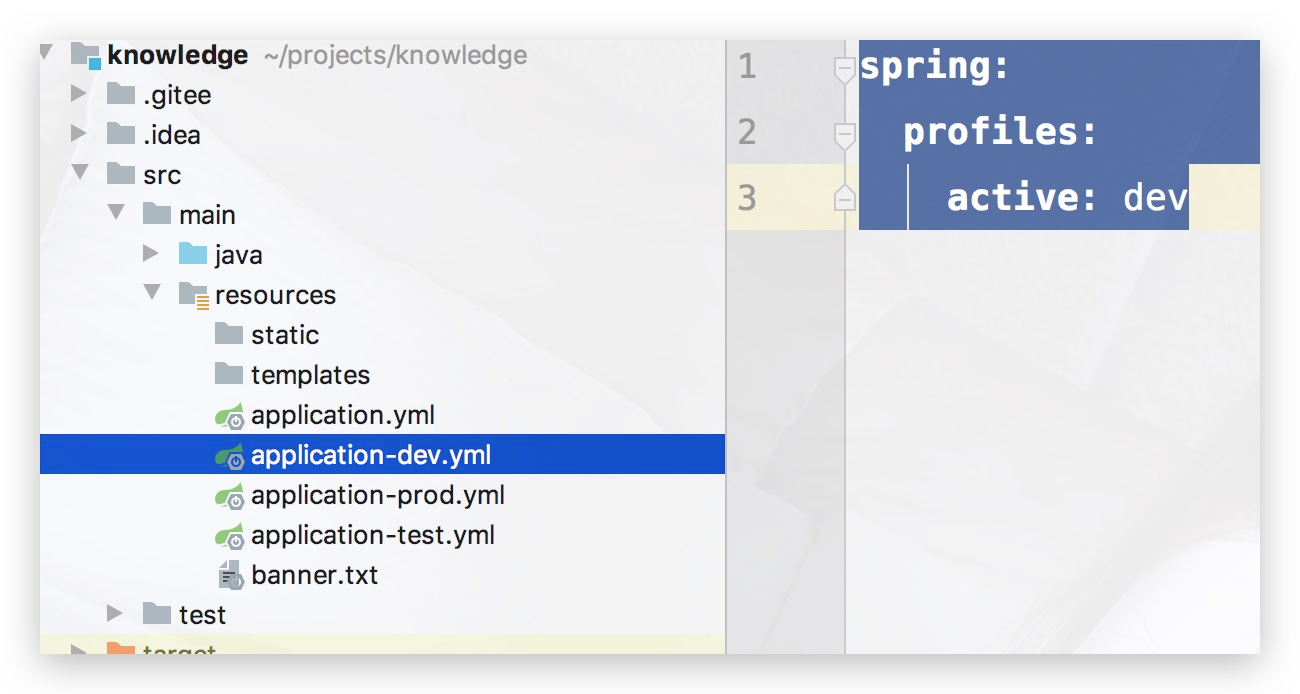 knowledge ~/projects/knowledge
.gitee
.idea
src
main
java
resources
static
templates
application.yml
application-dev.yml
application-prod.yml
application-test.yml
banner.txt
test
target
1 spring:
2 profiles:
3 active: dev